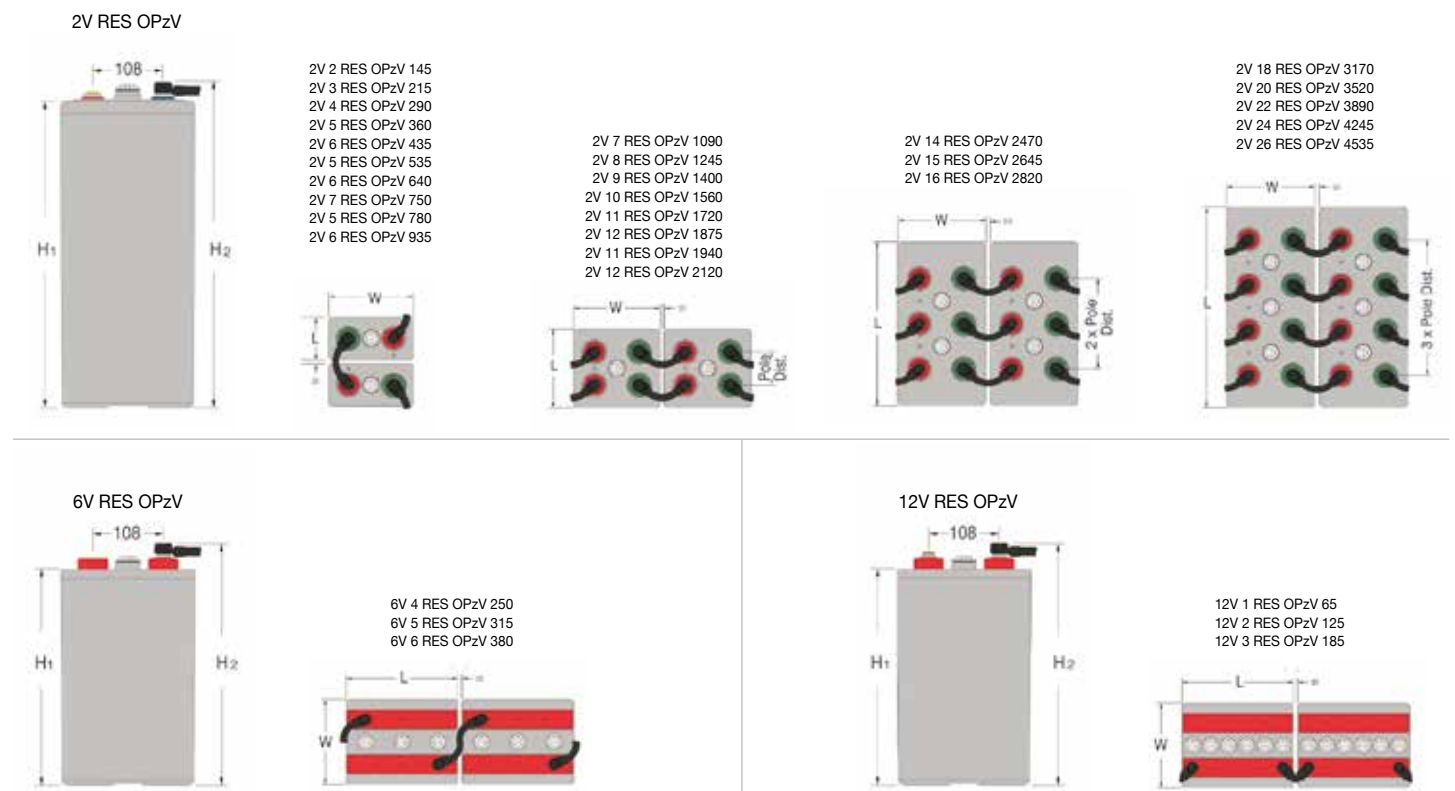 2V RES OPzV
108
H1
H2
2V 2 RES OPzV 145
2V 3 RES OPzV 215
2V 4 RES OPzV 290
2V 5 RES OPzV 360
2V 6 RES OPzV 435
2V 5 RES OPzV 535
2V 6 RES OPzV 640
2V 7 RES OPzV 750
2V 5 RES OPzV 780
2V 6 RES OPzV 935
W
L
2V 7 RES OPzV 1090
2V 8 RES OPzV 1245
2V 9 RES OPzV 1400
2V 10 RES OPzV 1560
2V 11 RES OPzV 1720
2V 12 RES OPzV 1875
2V 11 RES OPzV 1940
2V 12 RES OPzV 2120
W
L
Pole
Dist.
2V 14 RES OPzV 2470
2V 15 RES OPzV 2645
2V 16 RES OPzV 2820
W
L
2 x Pole
Dist.
2V 18 RES OPzV 3170
2V 20 RES OPzV 3520
2V 22 RES OPzV 3890
2V 24 RES OPzV 4245
2V 26 RES OPzV 4535
W
L
3 x Pole Dist.
6V RES OPzV
108
H1
H2
6V 4 RES OPzV 250
6V 5 RES OPzV 315
6V 6 RES OPzV 380
L
W
12V RES OPzV
108
H1
H2
12V 1 RES OPzV 65
12V 2 RES OPzV 125
12V 3 RES OPzV 185
L
W